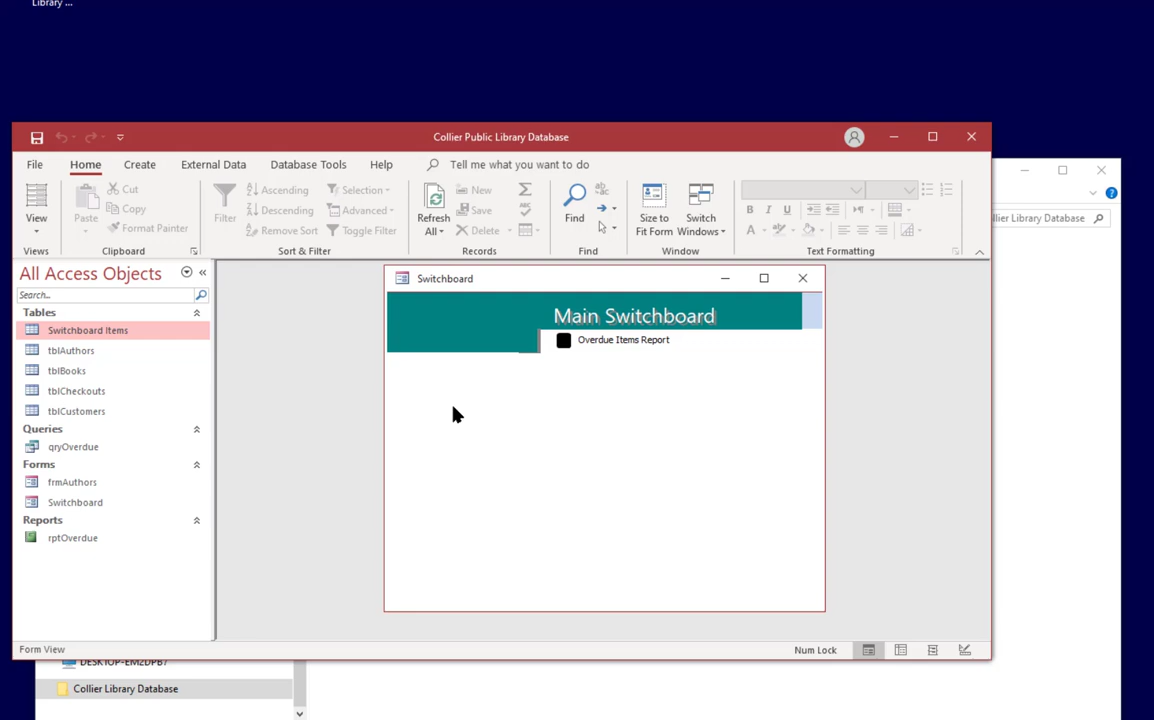 Library ...
Collier Public Library Database
File Home Create External Data Database Tools Help Tell me what you want to do
View
Views
Paste
Cut
Copy
Format Painter
Clipboard
Filter
Ascending
Descending
Remove Sort
Selection
Advanced
Toggle Filter
Sort & Filter
Refresh
All
New
Save
Delete
Records
Find
Find
Size to
Fit Form
Switch
Windows
Window
B I U
A
Text Formatting
llier Library Database
All Access Objects
Search...
Tables
Switchboard Items
tblAuthors
tblBooks
tblCheckouts
tblCustomers
Queries
qryOverdue
Forms
frmAuthors
Switchboard
Reports
rptOverdue
Switchboard
Main Switchboard
Overdue Items Report
Form View
Num Lock
DESKTOP-EM2DPB7
Collier Library Database